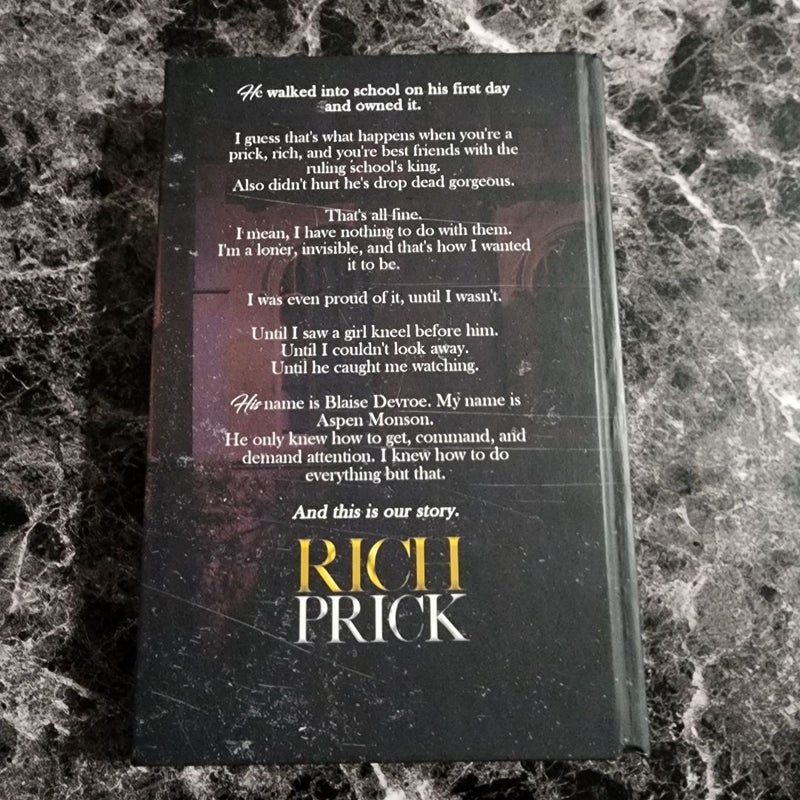 He walked into school on his first day
and owned it.
I guess that's what happens when you're a
prick, rich, and you're best friends with the
ruling school's king.
Also didn't hurt he's drop dead gorgeous.
That's all fine.
I mean, I have nothing to do with them.
I'm a loner, invisible, and that's how I wanted
it to be.
I was even proud of it, until I wasn't.
Until I saw a girl kneel before him.
Until I couldn't look away.
Until he caught me watching.
His name is Blaise Devroe. My name is
Aspen Monson.
He only knew how to get, command, and
demand attention. I knew how to do
everything but that.
And this is our story.
RICH
PRICK